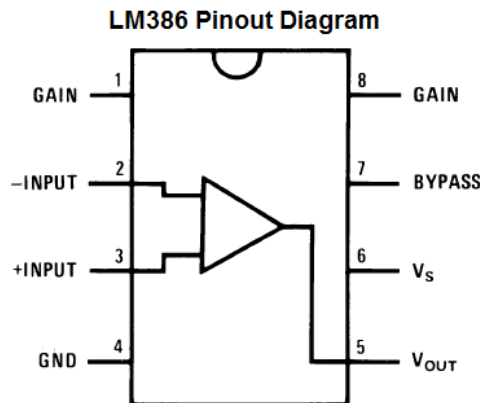 LM386 Pinout Diagram
GAIN 1 8 GAIN
−INPUT 2 7 BYPASS
+INPUT 3 6 VS
GND 4 5 VOUT